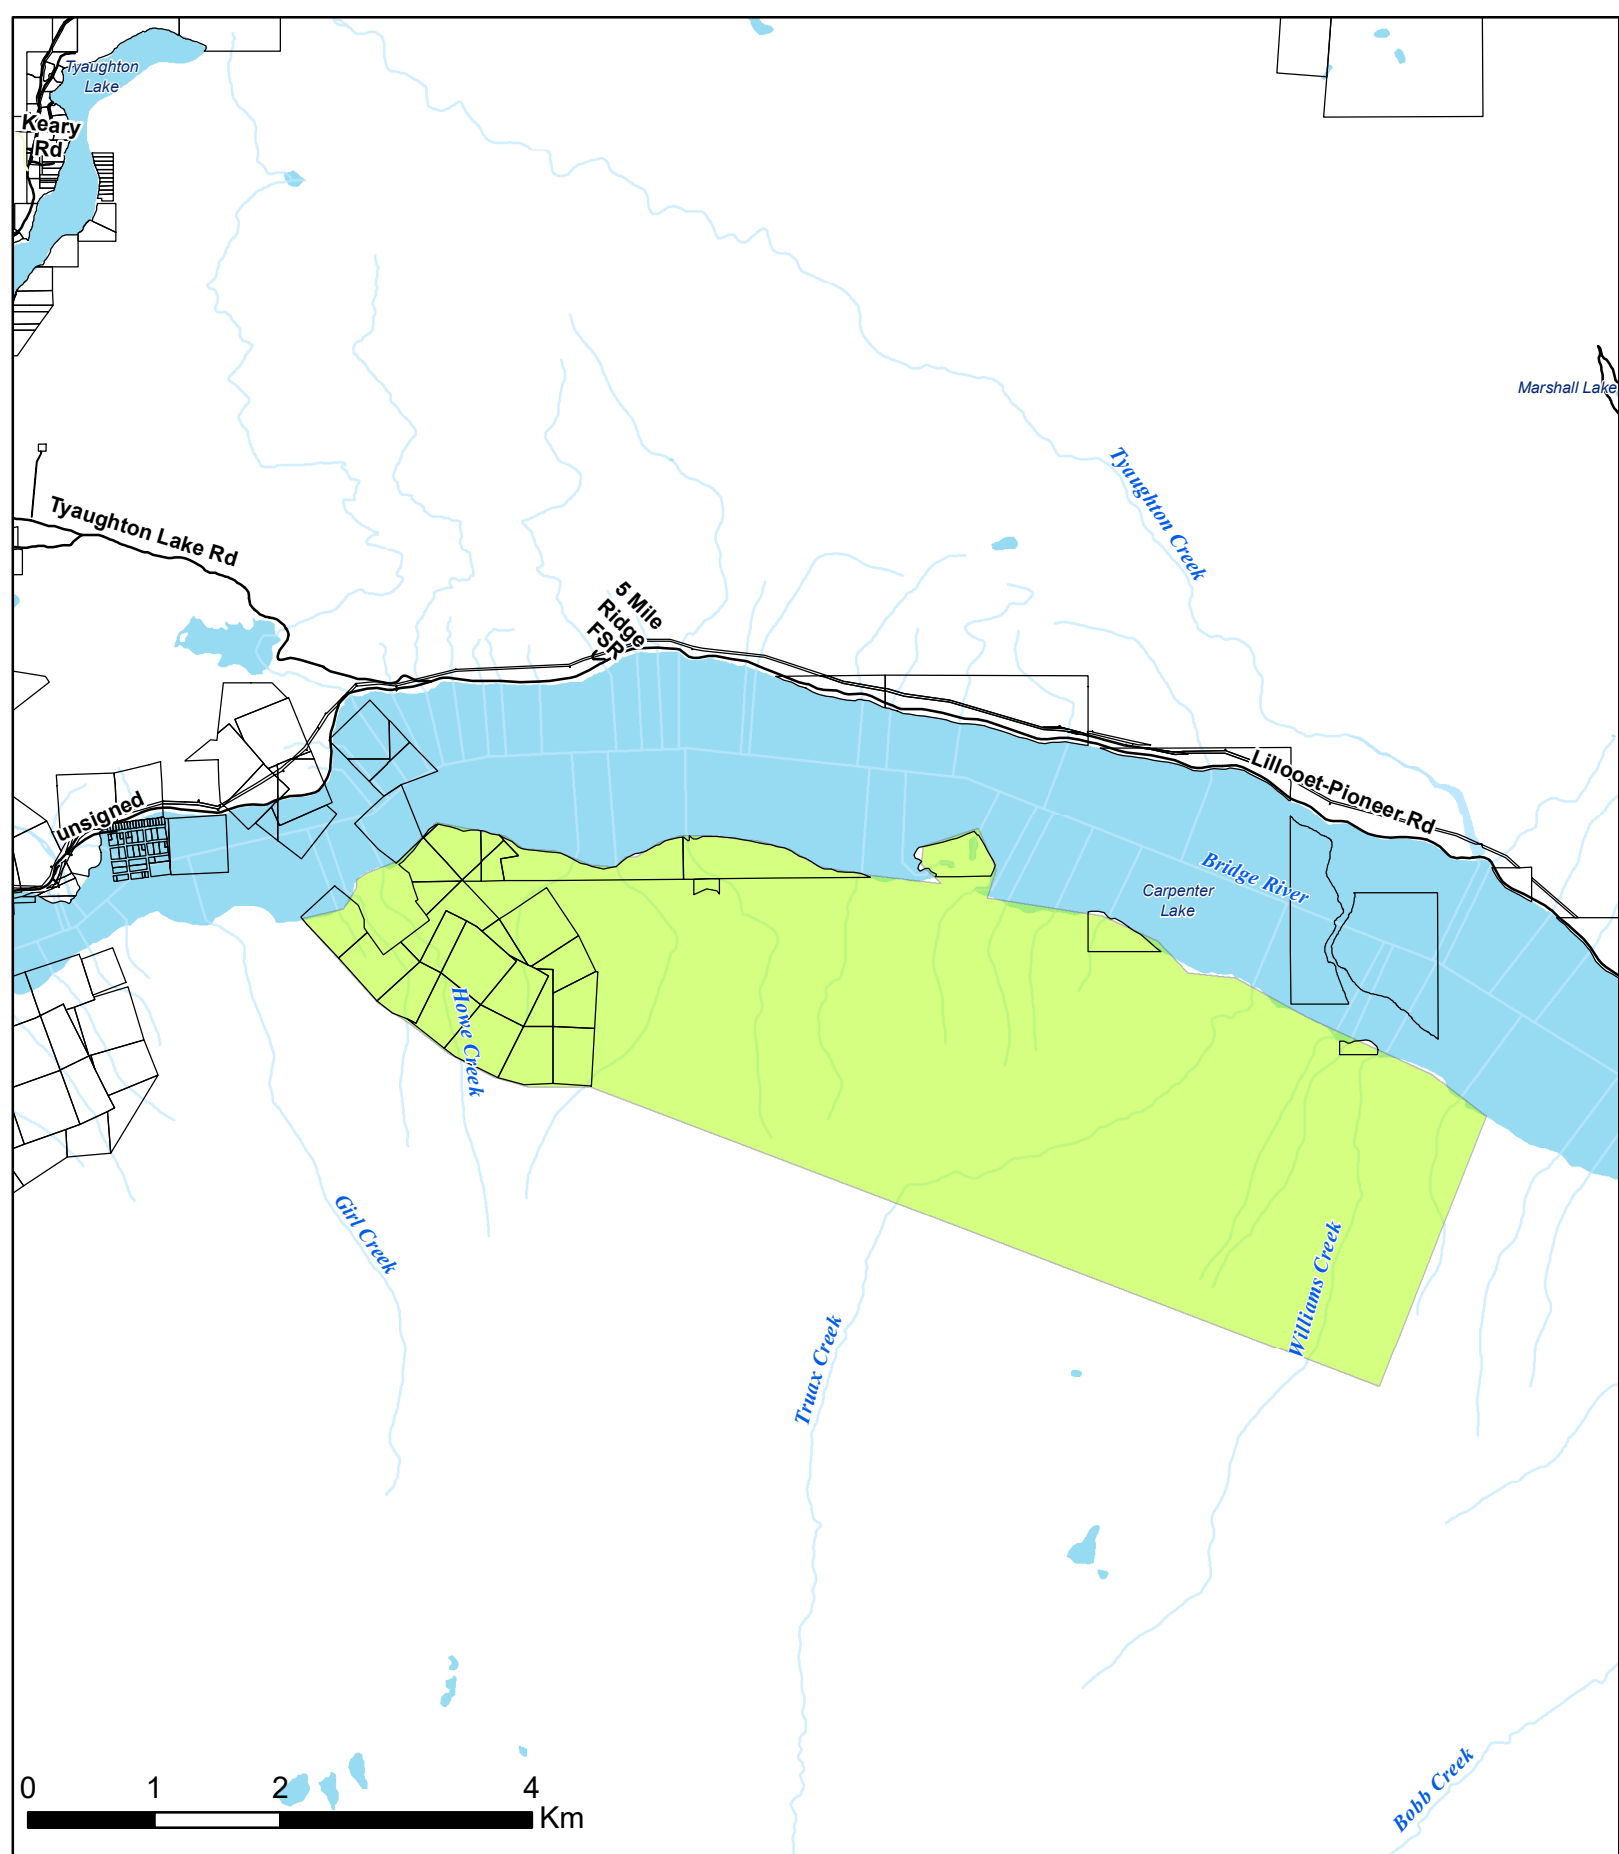 Tyaughton
Lake
Keary
Rd
Marshall Lake
Tyaughton Creek
Tyaughton Lake Rd
5 Mile
Ridge
FSR
Lillooet-Pioneer Rd
unsigned
Bridge River
Carpenter
Lake
Howe Creek
Girl Creek
Williams Creek
Truax Creek
Bobb Creek
0 1 2 4
Km